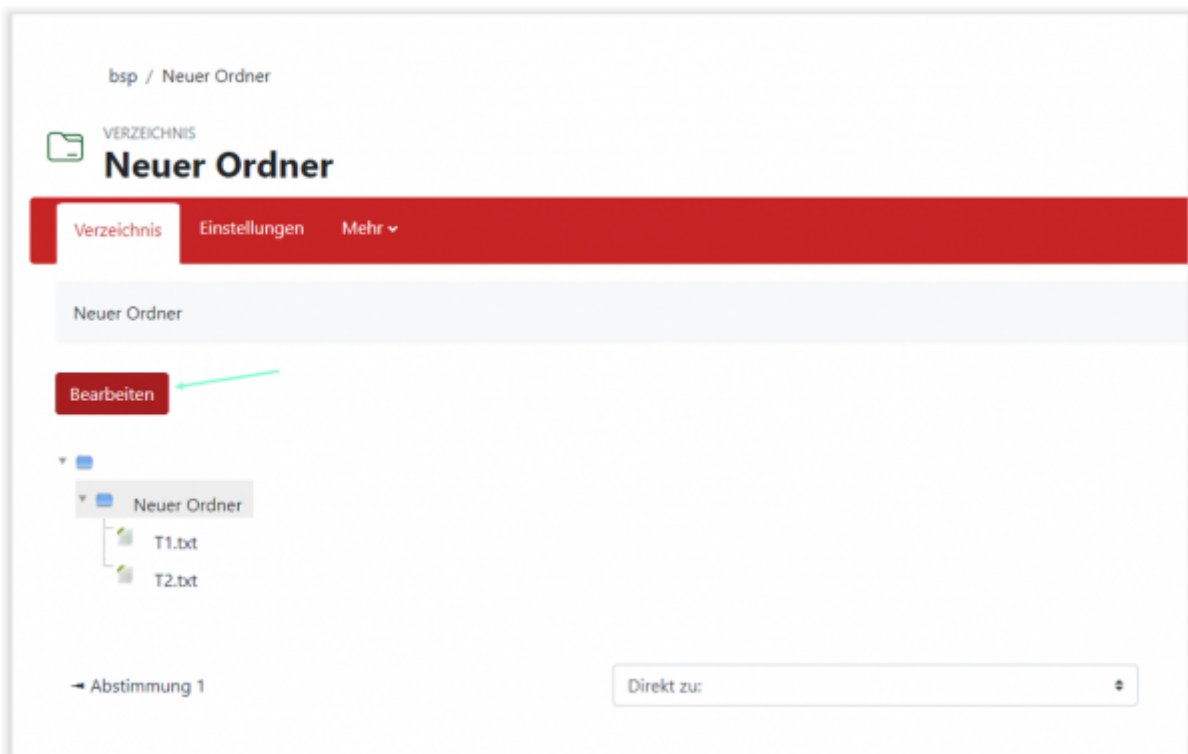 bsp / Neuer Ordner
VERZEICHNIS
Neuer Ordner
Verzeichnis Einstellungen Mehr
Neuer Ordner
Bearbeiten
Neuer Ordner
T1.txt
T2.txt
Abstimmung 1 Direkt zu: